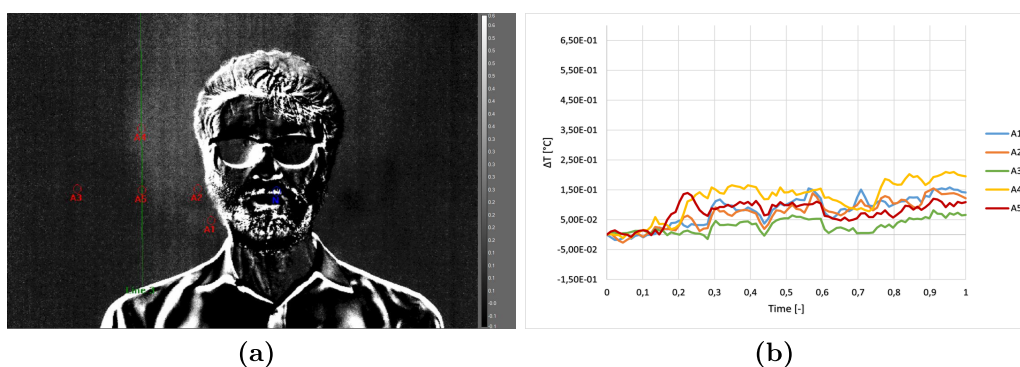 A4
A3
A5
A2
A1
6,50E-01
5,50E-01
4,50E-01
3,50E-01
2,50E-01
1,50E-01
5,00E-02
-5,00E-02
-1,50E-01
ΔT [°C]
0 0,1 0,2 0,3 0,4 0,5 0,6 0,7 0,8 0,9 1
Time [-]
A1
A2
A3
A4
A5
(a)
(b)